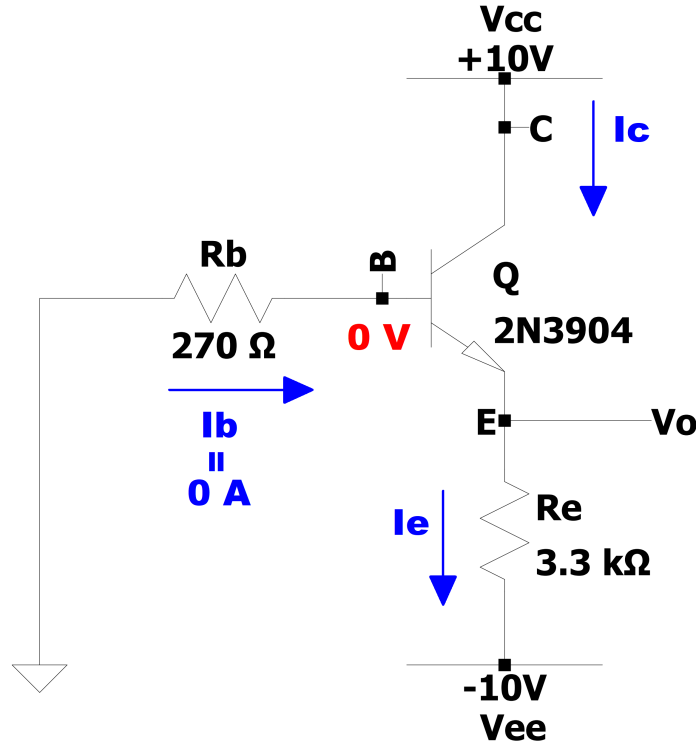 Vcc
+10V
C
Ic
Rb
B
Q
270 Ω
0 V
2N3904
Ib
=
0 A
E
Vo
Ie
Re
3.3 kΩ
-10V
Vee